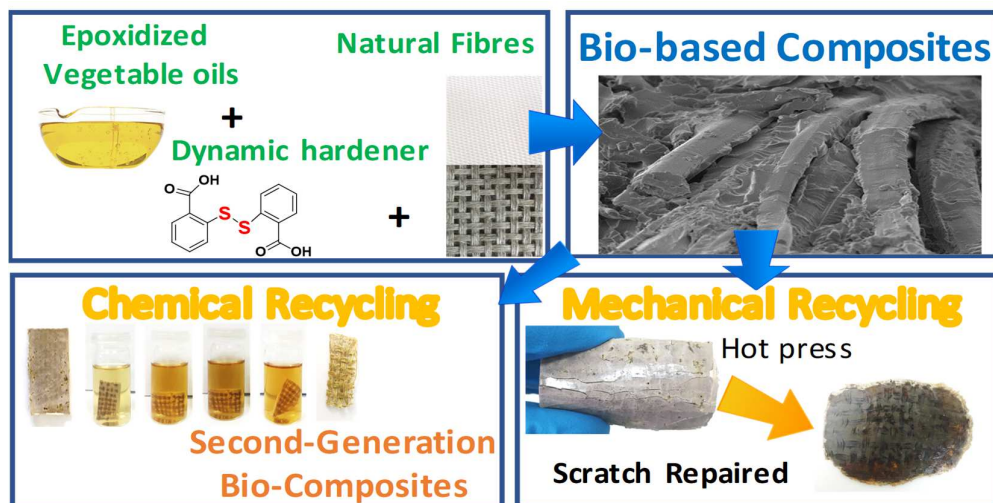 Epoxidized
Vegetable oils
+
Dynamic hardener
+
Natural Fibres
OH
O
S
S
O
OH
Bio-based Composites
Chemical Recycling
Second-Generation
Bio-Composites
Mechanical Recycling
Hot press
Scratch Repaired